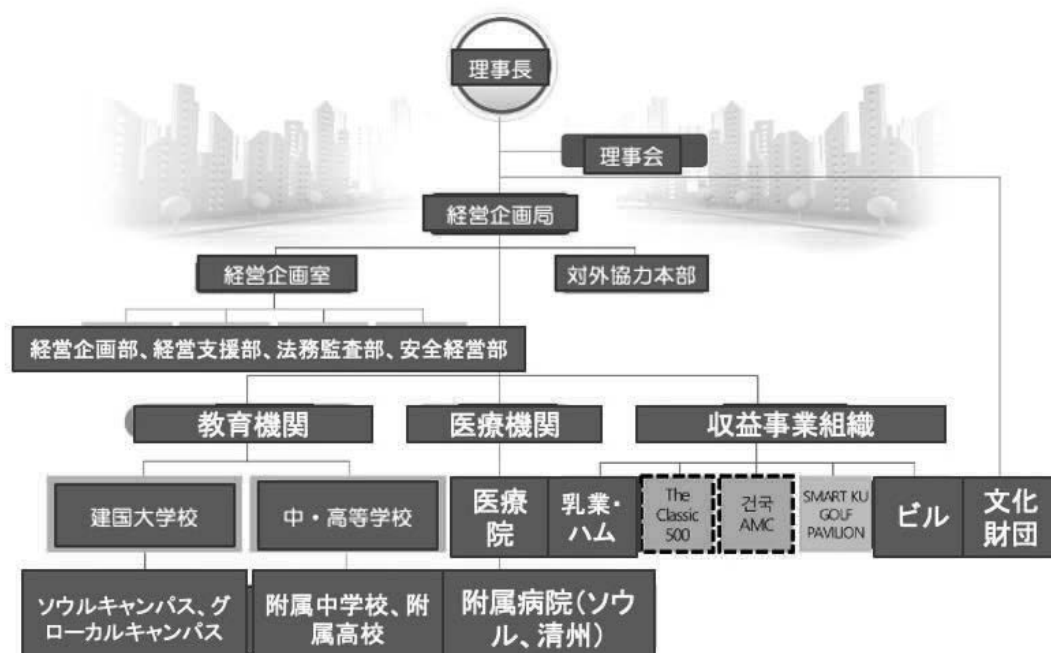 理事長
理事会
経営企画局
経営企画室
対外協力本部
経営企画部、経営支援部、法務監査部、安全経営部
教育機関
医療機関
収益事業組織
建国大学校
中・高等学校
医療
院
乳業・
ハム
The
Classic
500
건국
AMC
SMART KU
GOLF
PAVILION
ビル
文化
財団
ソウルキャンパス、グ
ローカルキャンパス
附属中学校、附
属高校
附属病院(ソウ
ル、清州)